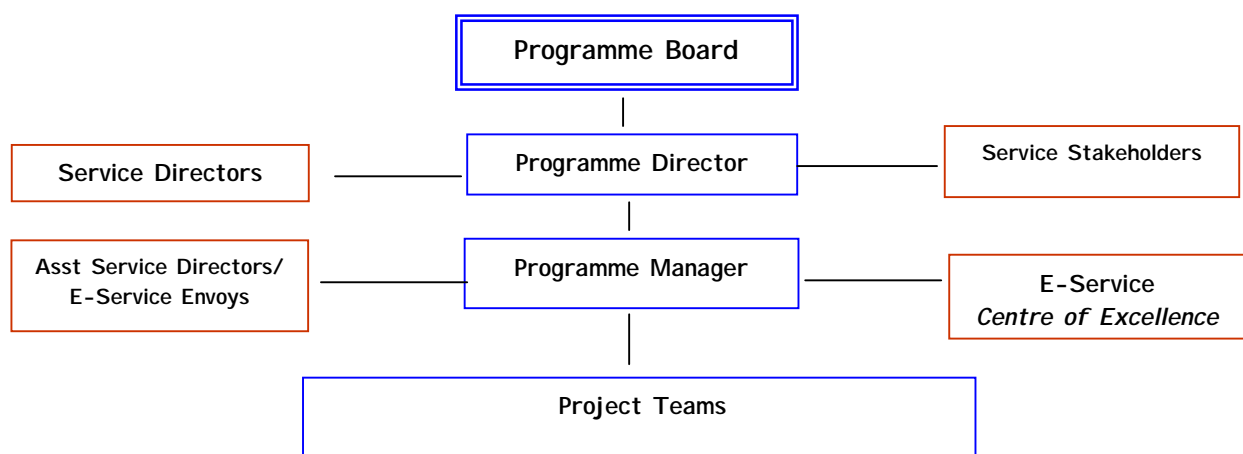 Programme Board
Service Directors
Programme Director
Service Stakeholders
Asst Service Directors/
E-Service Envoys
Programme Manager
E-Service
Centre of Excellence
Project Teams